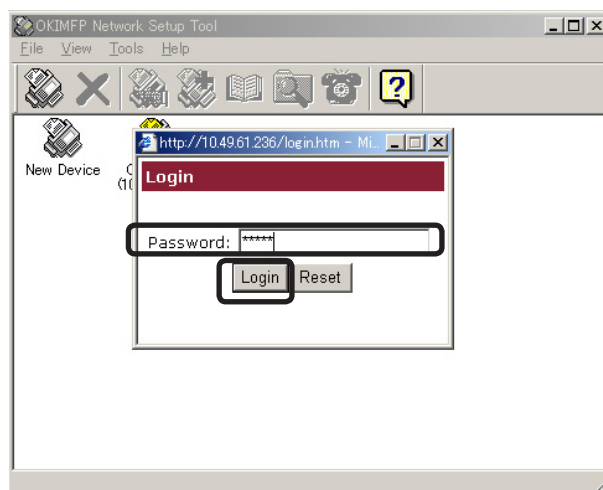 OKIMFP Network Setup Tool
File View Tools Help
New Device
http://10.49.61.236/login.htm - Mi...
Login
Password: *****
Login Reset